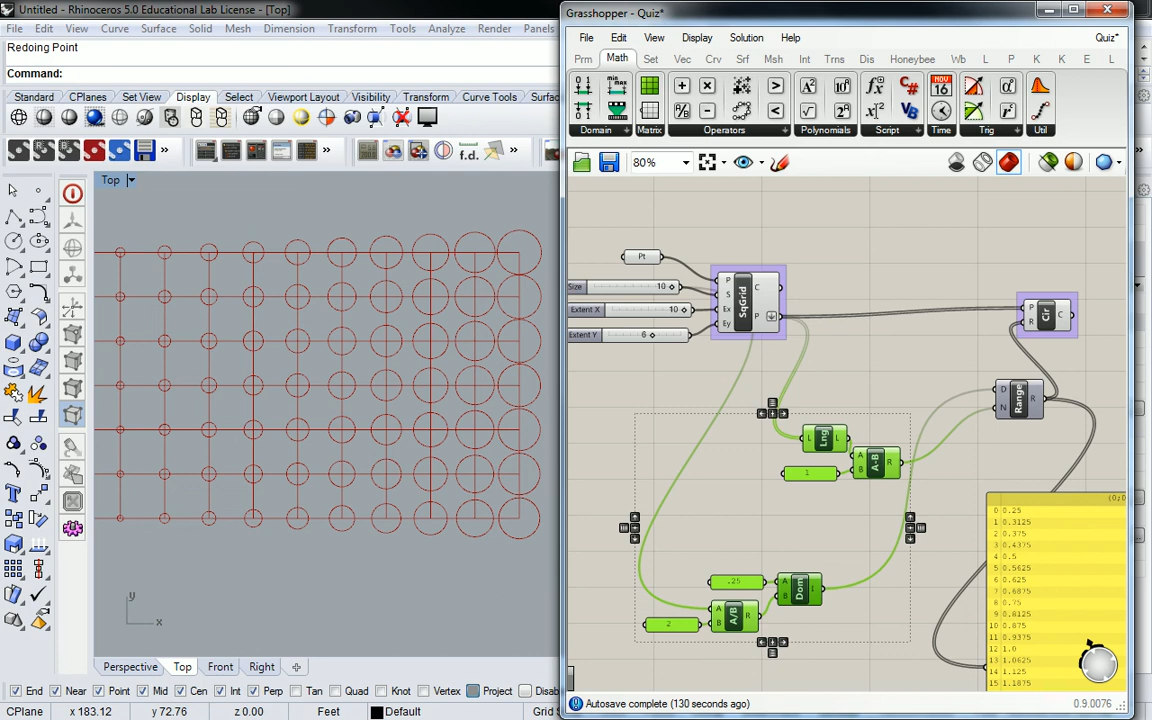 Untitled - Rhinoceros 5.0 Educational Lab License - [Top]
File Edit View Curve Surface Solid Mesh Dimension Transform Tools Analyze Render Panels
Redoing Point
Command:
Standard CPlanes Set View Display Select Viewport Layout Visibility Transform Curve Tools Surfac
f.d.
Top
y
x
Perspective Top Front Right
End Near Point Mid Cen Int Perp Tan Quad Knot Vertex Project Disable
CPlane x 183.12 y 72.76 z 0.00 Feet Default Grid S
Grasshopper - Quiz*
File Edit View Display Solution Help Quiz*
Prm Math Set Vec Crv Srf Msh Int Trns Dis Honeybee Wb L P K K E L
Domain Matrix Operators Polynomials Script Time Trig Util
80%
Pt
Size 10
Extent X 10
Extent Y 6
P
S
Ex
Ey
SqGrid
C
P
P
R
Cir
C
D
N
Range
R
L
Lng
L
A
B
A-B
R
1
.25
A
B
Dom
I
2
A
B
A/B
R
{0;0
0 0.25
1 0.3125
2 0.375
3 0.4375
4 0.5
5 0.5625
6 0.625
7 0.6875
8 0.75
9 0.8125
10 0.875
11 0.9375
12 1.0
13 1.0625
14 1.125
15 1.1875
Autosave complete (130 seconds ago) 0.9.0076